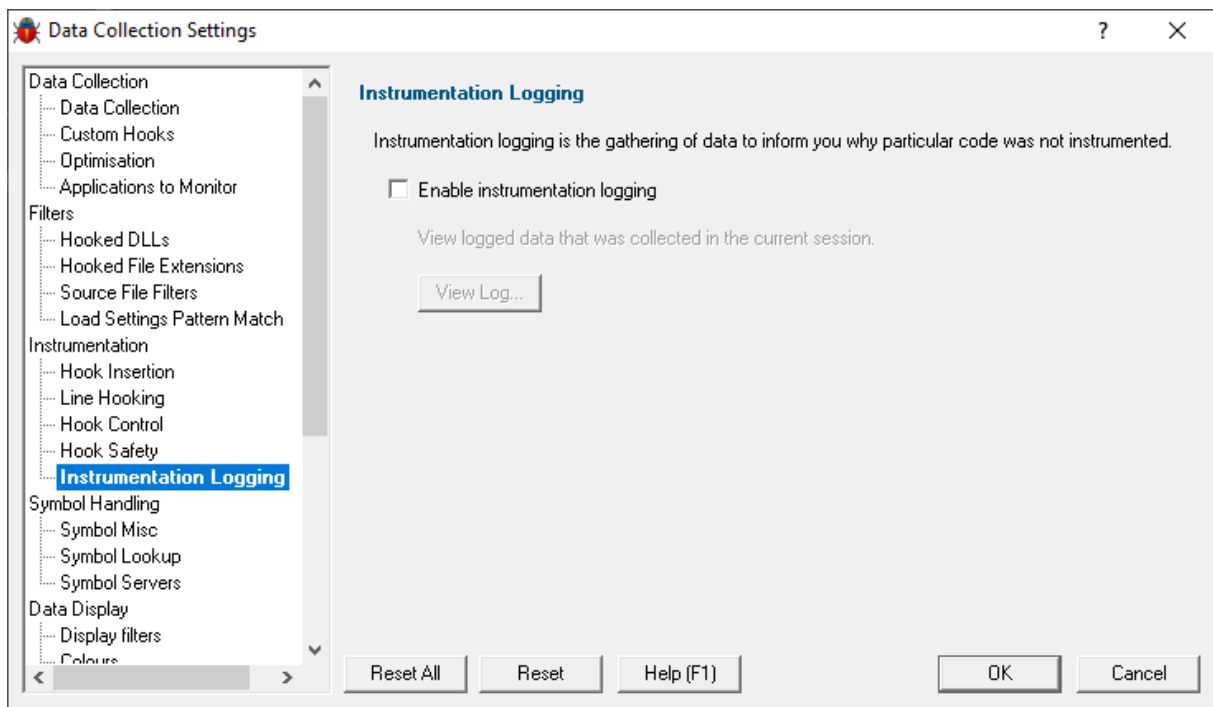 Data Collection Settings
?
Data Collection
Data Collection
Custom Hooks
Optimisation
Applications to Monitor
Filters
Hooked DLLs
Hooked File Extensions
Source File Filters
Load Settings Pattern Match
Instrumentation
Hook Insertion
Line Hooking
Hook Control
Hook Safety
Instrumentation Logging
Symbol Handling
Symbol Misc
Symbol Lookup
Symbol Servers
Data Display
Display filters
Colours
Instrumentation Logging
Instrumentation logging is the gathering of data to inform you why particular code was not instrumented.
Enable instrumentation logging
View logged data that was collected in the current session.
View Log...
Reset All
Reset
Help (F1)
OK
Cancel